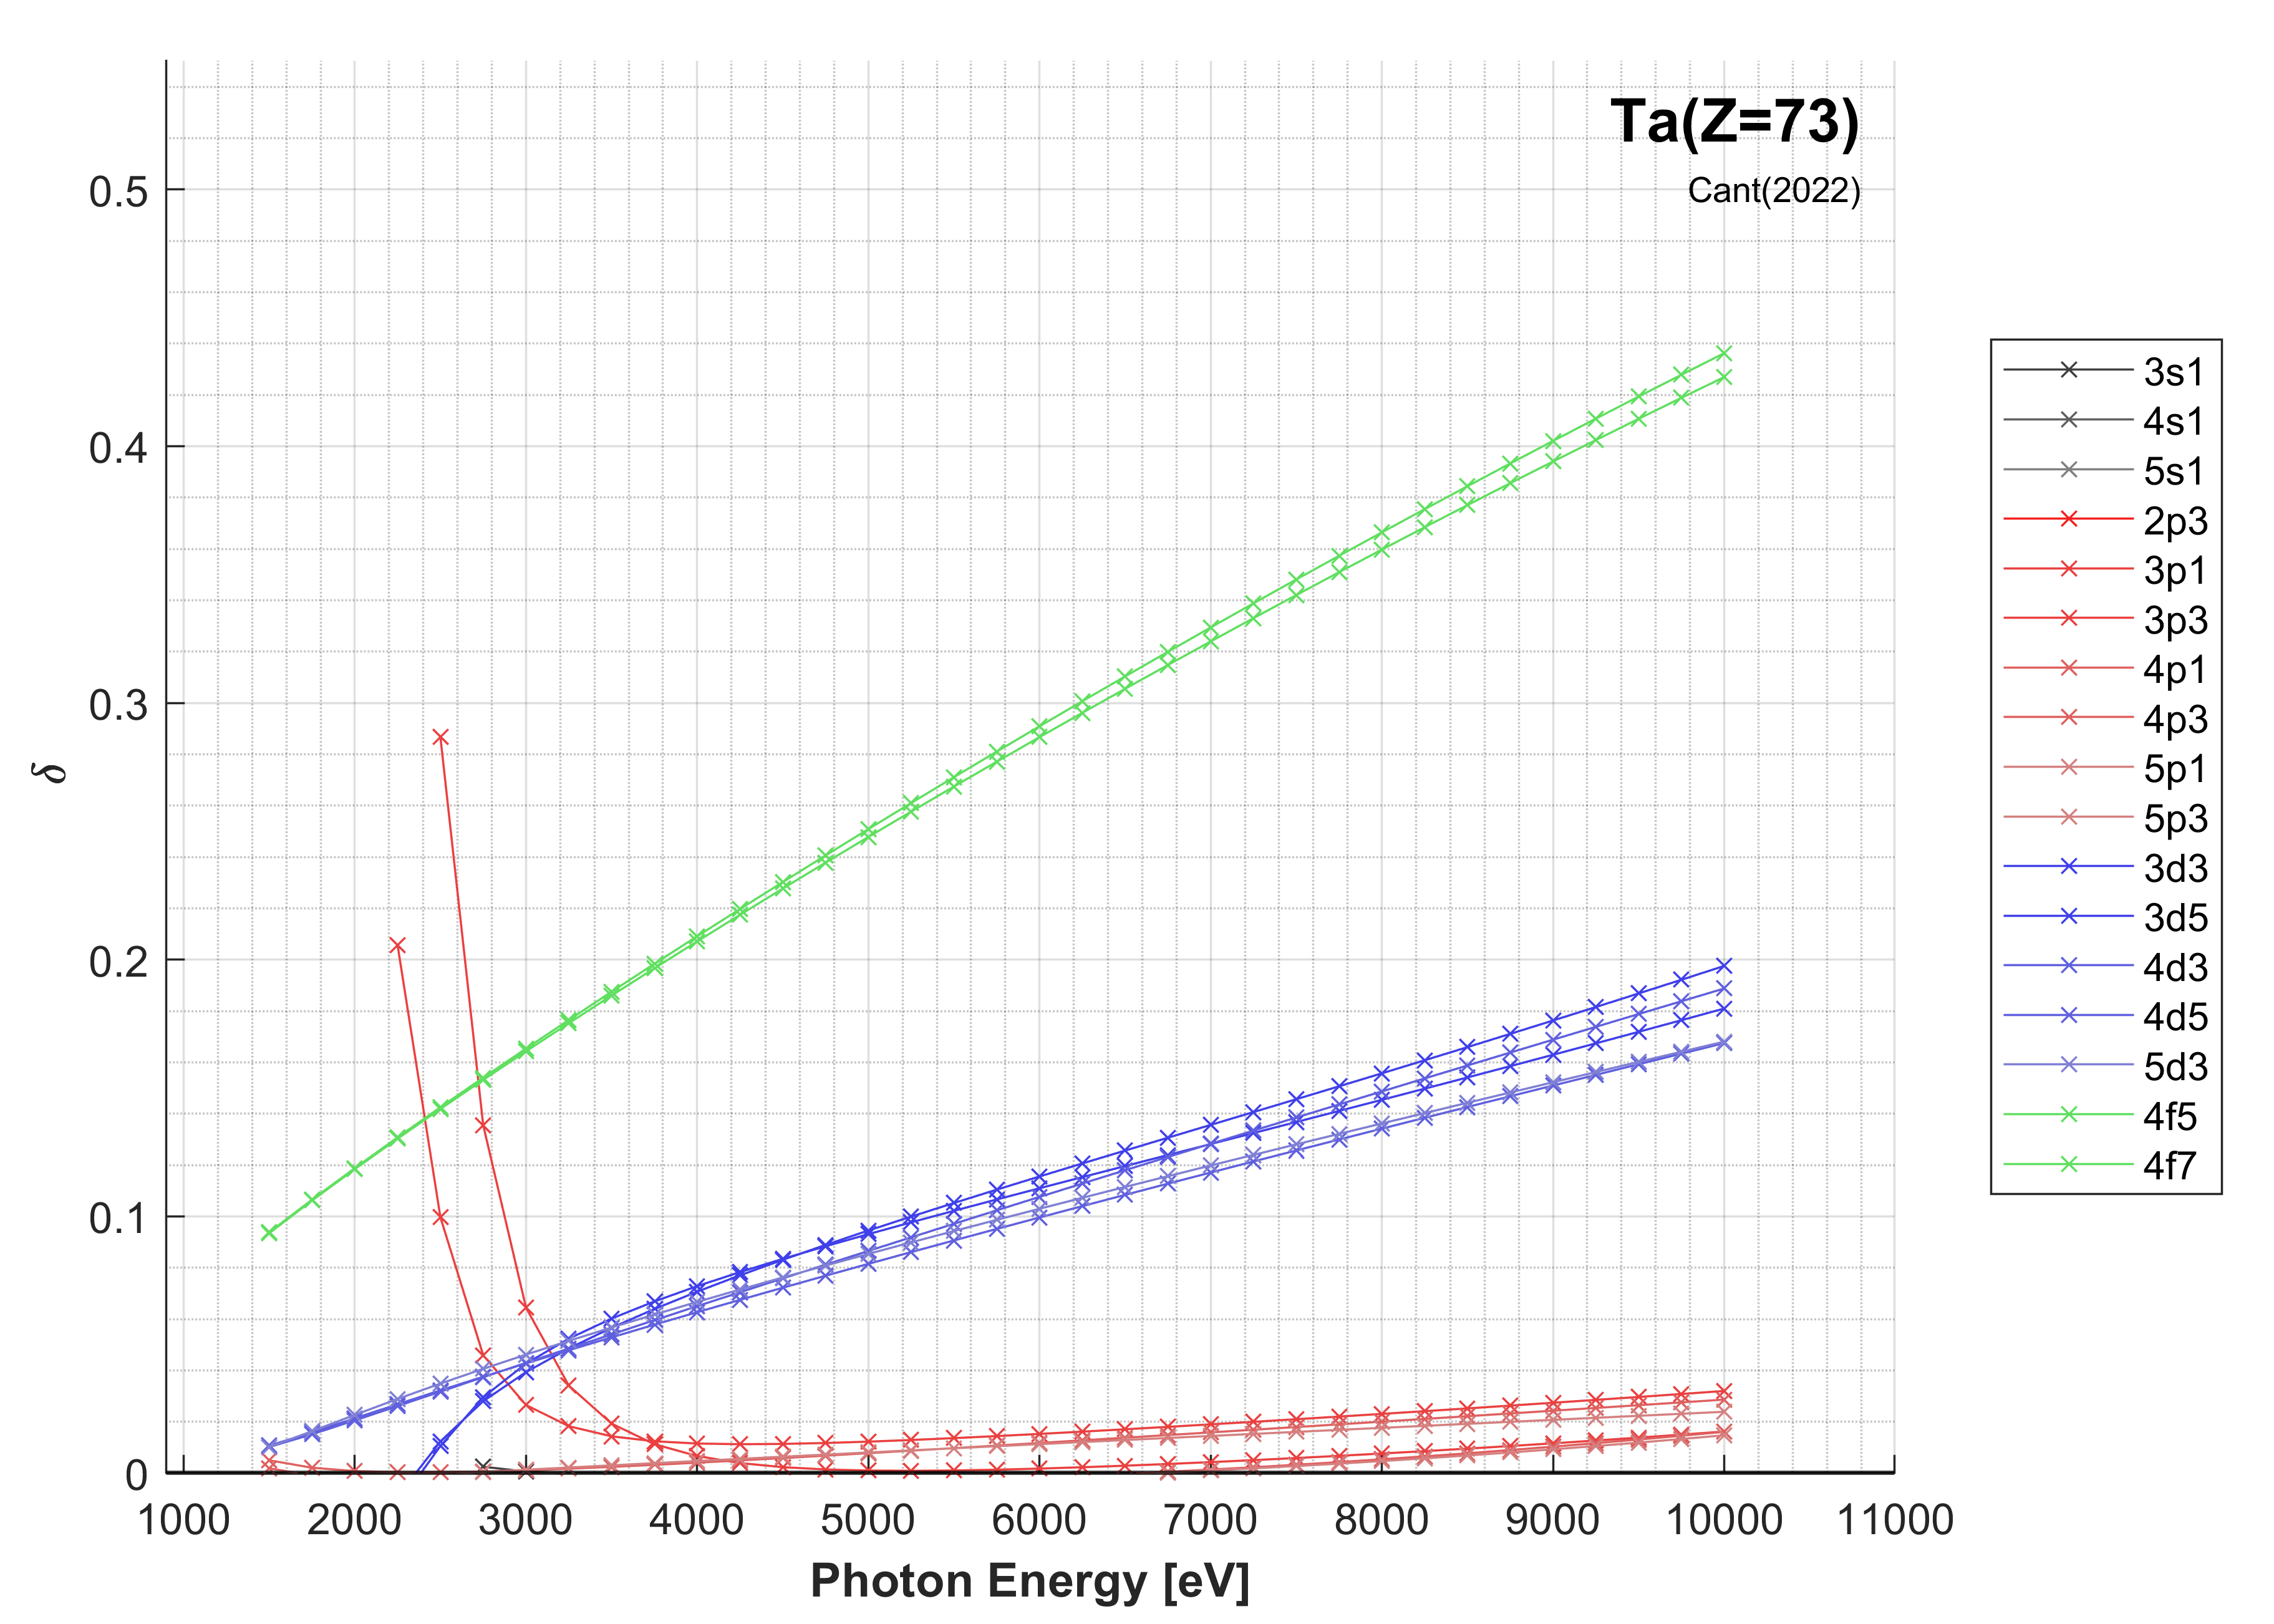 Ta(Z=73)
Cant(2022)
0.5
0.4
0.3
0.2
0.1
0
δ
1000 2000 3000 4000 5000 6000 7000 8000 9000 10000 11000
Photon Energy [eV]
3s1
4s1
5s1
2p3
3p1
3p3
4p1
4p3
5p1
5p3
3d3
3d5
4d3
4d5
5d3
4f5
4f7